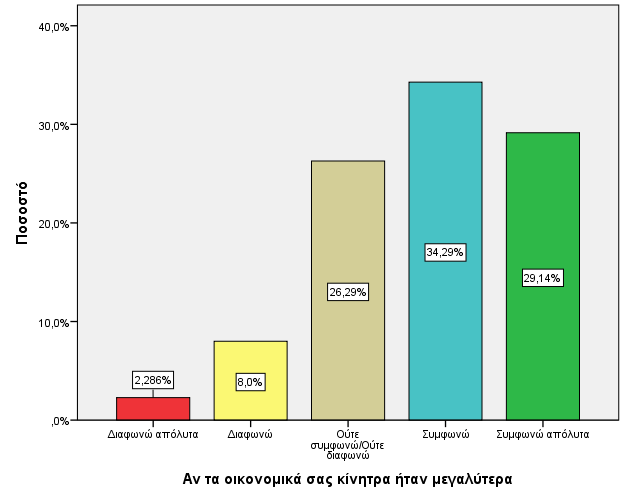 40,0%
30,0%
20,0%
10,0%
,0%
Ποσοστό
2,286%
8,0%
26,29%
34,29%
29,14%
Διαφωνώ απόλυτα
Διαφωνώ
Ούτε
συμφωνώ/Ούτε
διαφωνώ
Συμφωνώ
Συμφωνώ απόλυτα
Αν τα οικονομικά σας κίνητρα ήταν μεγαλύτερα